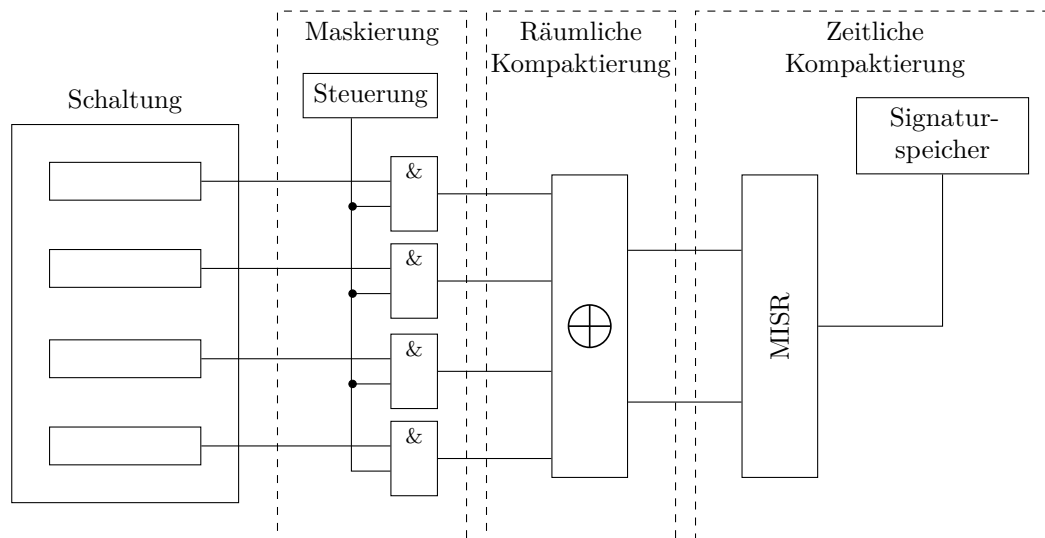 Maskierung
Räumliche
Kompaktierung
Zeitliche
Kompaktierung
Schaltung
Steuerung
Signatur-
speicher
&
&
&
&
MISR